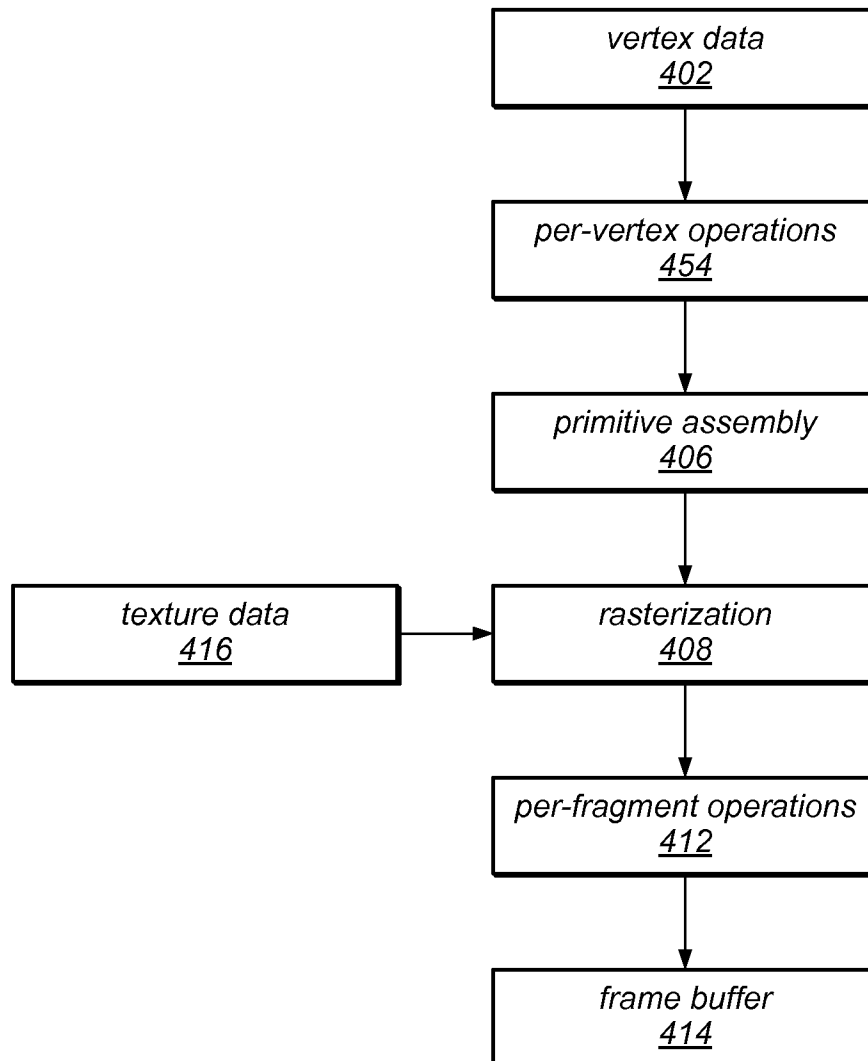 vertex data
402
per-vertex operations
454
primitive assembly
406
texture data
416
rasterization
408
per-fragment operations
412
frame buffer
414